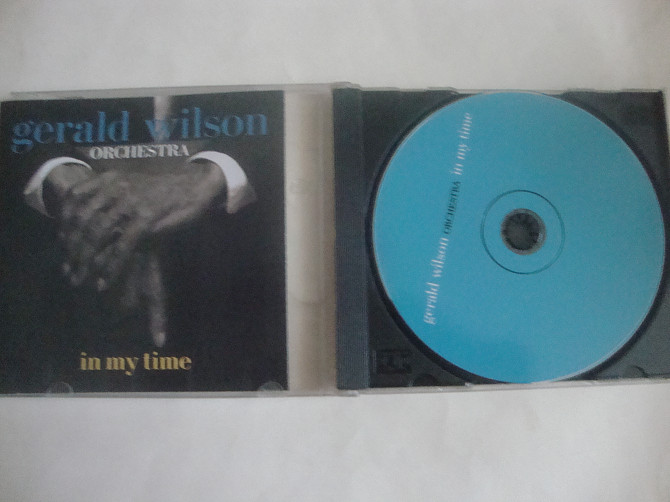 gerald wilson
ORCHESTRA
in my time
gerald wilson ORCHESTRA in my time